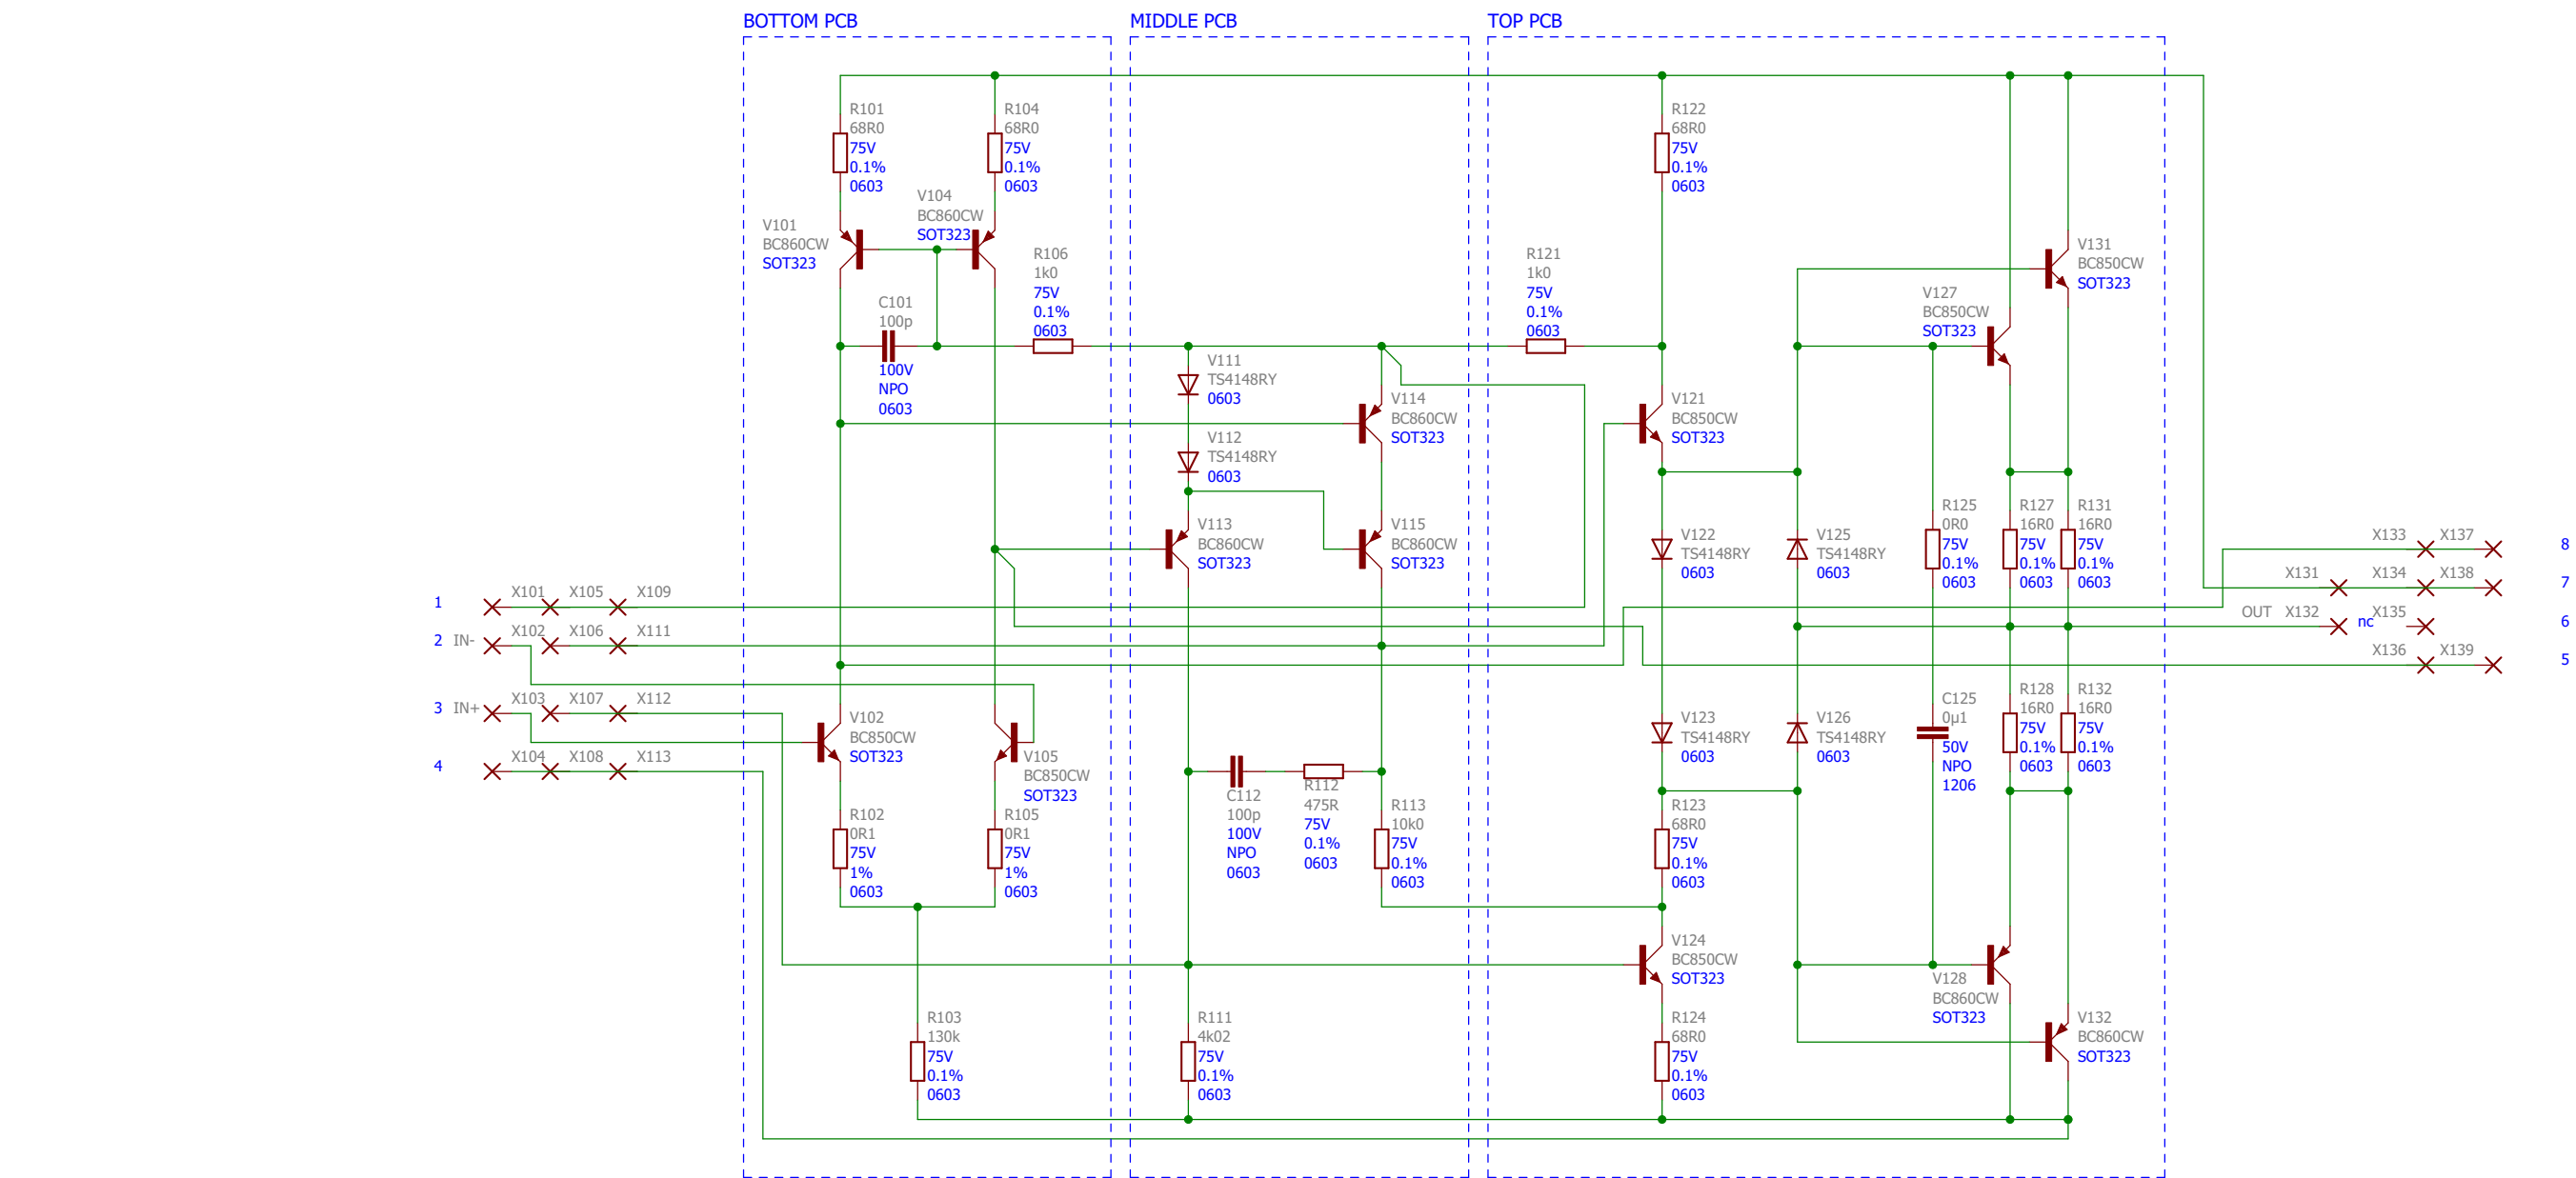 BOTTOM PCB
MIDDLE PCB
TOP PCB
R101
68R0
75V
0.1%
0603
R104
68R0
75V
0.1%
0603
V104
BC860CW
SOT323
V101
BC860CW
SOT323
R106
1k0
75V
0.1%
0603
C101
100p
100V
NPO
0603
V102
BC850CW
SOT323
V105
BC850CW
SOT323
R102
0R1
75V
1%
0603
R105
0R1
75V
1%
0603
R103
130k
75V
0.1%
0603
V111
TS4148RY
0603
V112
TS4148RY
0603
V114
BC860CW
SOT323
V113
BC860CW
SOT323
V115
BC860CW
SOT323
C112
100p
100V
NPO
0603
R112
475R
75V
0.1%
0603
R113
10k0
75V
0.1%
0603
R111
4k02
75V
0.1%
0603
R122
68R0
75V
0.1%
0603
R121
1k0
75V
0.1%
0603
V121
BC850CW
SOT323
V131
BC850CW
SOT323
V127
BC850CW
SOT323
V122
TS4148RY
0603
V125
TS4148RY
0603
R125
0R0
75V
0.1%
0603
R127
16R0
75V
0.1%
0603
R131
16R0
75V
0.1%
0603
V123
TS4148RY
0603
V126
TS4148RY
0603
C125
0µ1
50V
NPO
1206
R128
16R0
75V
0.1%
0603
R132
16R0
75V
0.1%
0603
R123
68R0
75V
0.1%
0603
V124
BC850CW
SOT323
V128
BC860CW
SOT323
R124
68R0
75V
0.1%
0603
V132
BC860CW
SOT323
1 X101 X105 X109
2 IN- X102 X106 X111
3 IN+ X103 X107 X112
4 X104 X108 X113
X133 X137 8
X131 X134 X138 7
OUT X132 nc X135 6
X136 X139 5